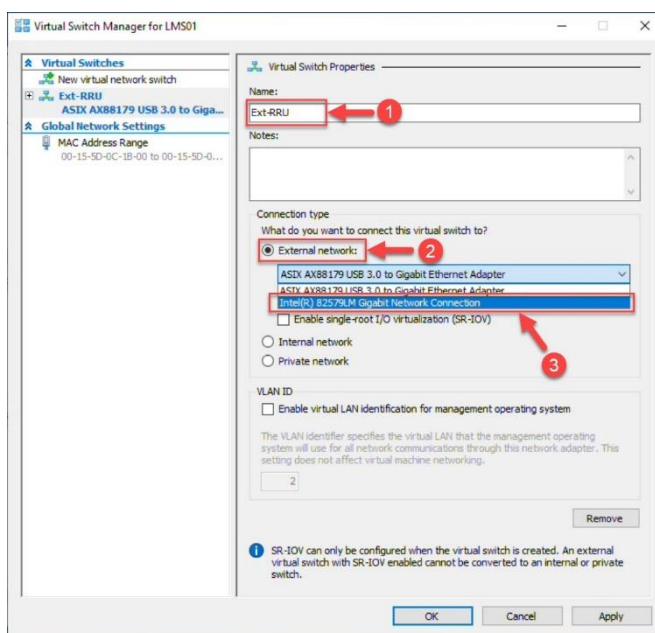 Virtual Switch Manager for LMS01
Virtual Switches
New virtual network switch
Ext-RRU
ASIX AX88179 USB 3.0 to Giga...
Global Network Settings
MAC Address Range
00-15-5D-0C-1B-00 to 00-15-5D-0...
Virtual Switch Properties
Name:
Ext-RRU
1
Notes:
Connection type
What do you want to connect this virtual switch to?
External network:
2
ASIX AX88179 USB 3.0 to Gigabit Ethernet Adapter
ASIX AX88179 USB 3.0 to Gigabit Ethernet Adapter
Intel(R) 82579LM Gigabit Network Connection
Enable single-root I/O virtualization (SR-IOV)
3
Internal network
Private network
VLAN ID
Enable virtual LAN identification for management operating system
The VLAN identifier specifies the virtual LAN that the management operating
system will use for all network communications through this network adapter. This
setting does not affect virtual machine networking.
2
Remove
SR-IOV can only be configured when the virtual switch is created. An external
virtual switch with SR-IOV enabled cannot be converted to an internal or private
switch.
OK
Cancel
Apply